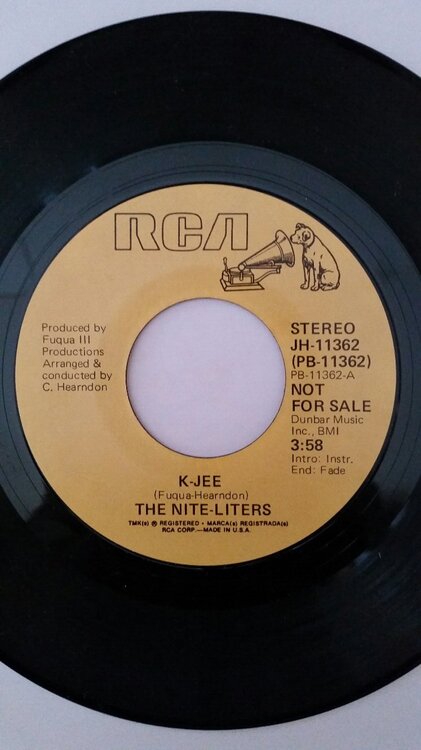 RCA
Produced by
Fuqua III
Productions
Arranged &
conducted by
C. Hearndon
STEREO
JH-11362
(PB-11362)
PB-11362-A
NOT
FOR SALE
Dunbar Music
Inc., BMI
3:58
Intro: Instr.
End: Fade
K-JEE
(Fuqua-Hearndon)
THE NITE-LITERS
TMK(s) ® REGISTERED • MARCA(s) REGISTRADA(s)
RCA CORP.—MADE IN U.S.A.